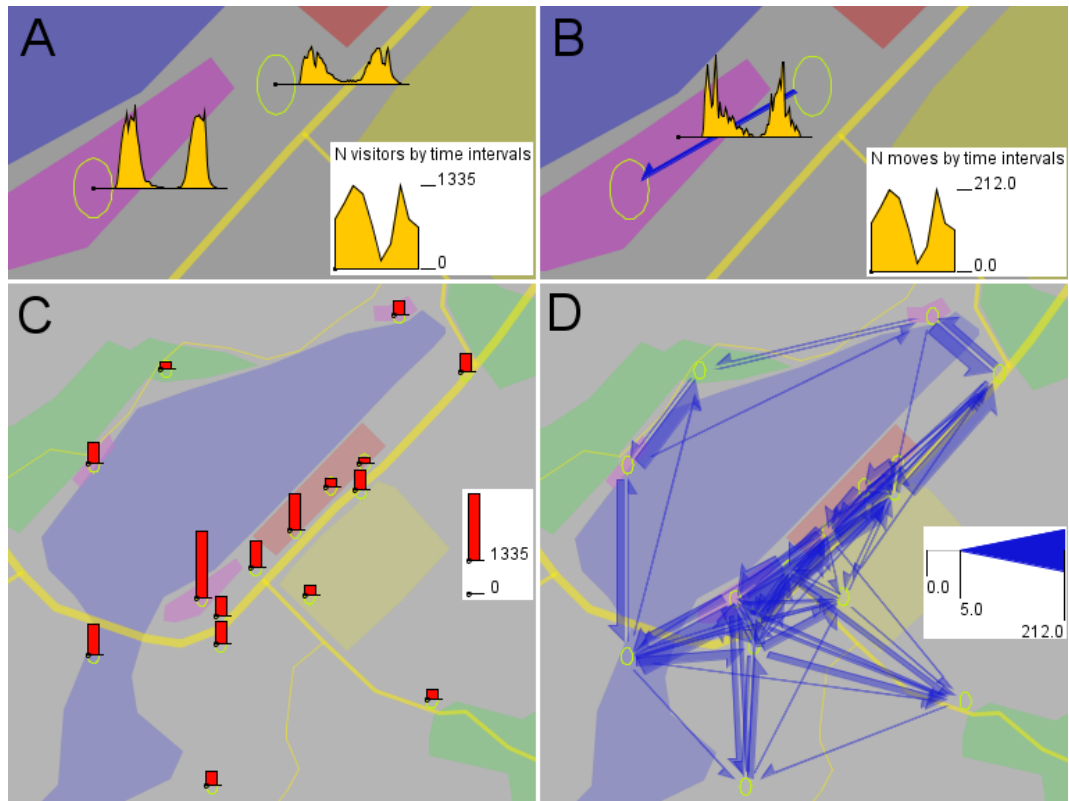 A
N visitors by time intervals
1335
0
B
N moves by time intervals
212.0
0.0
C
1335
0
D
0.0
5.0
212.0